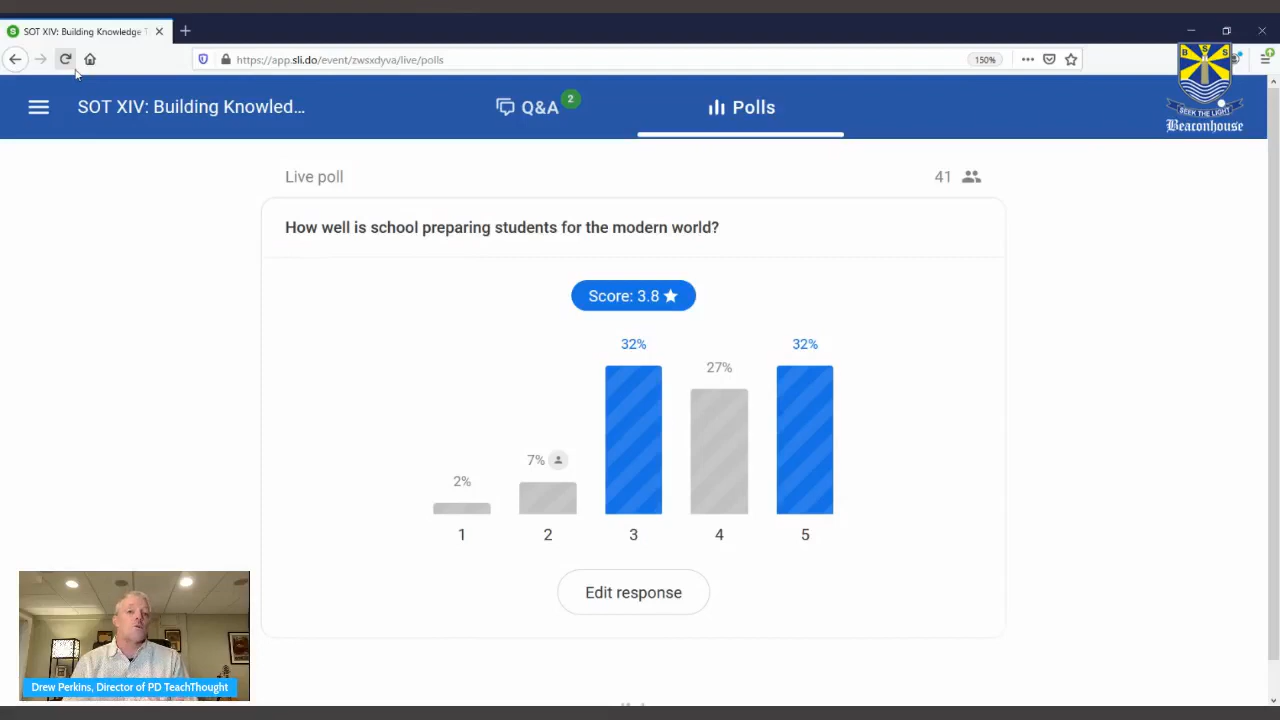 SOT XIV: Building Knowledge T
https://app.sli.do/event/zwsxdyva/live/polls
150%
B S S
SEEK THE LIGHT
Beaconhouse
SOT XIV: Building Knowled...
Q&A 2
Polls
Live poll
41
How well is school preparing students for the modern world?
Score: 3.8
32%
32%
27%
7%
2%
1 2 3 4 5
Edit response
Drew Perkins, Director of PD TeachThought